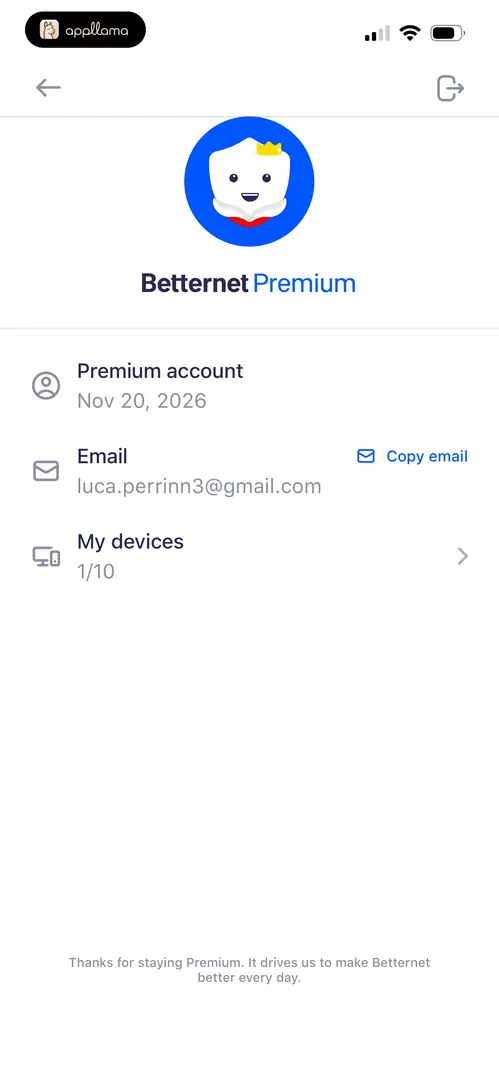 appllama
Betternet Premium
Premium account
Nov 20, 2026
Email
Copy email
luca.perrinn3@gmail.com
My devices
1/10
Thanks for staying Premium. It drives us to make Betternet
better every day.